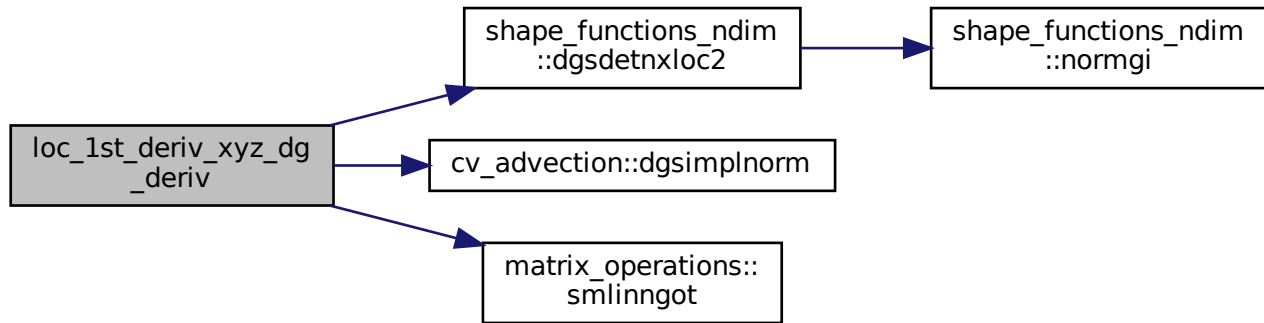 shape_functions_ndim
::dgsdetnxloc2
shape_functions_ndim
::normgi
loc_1st_deriv_xyz_dg
_deriv
cv_advection::dgsimplnorm
matrix_operations::
smlinngot